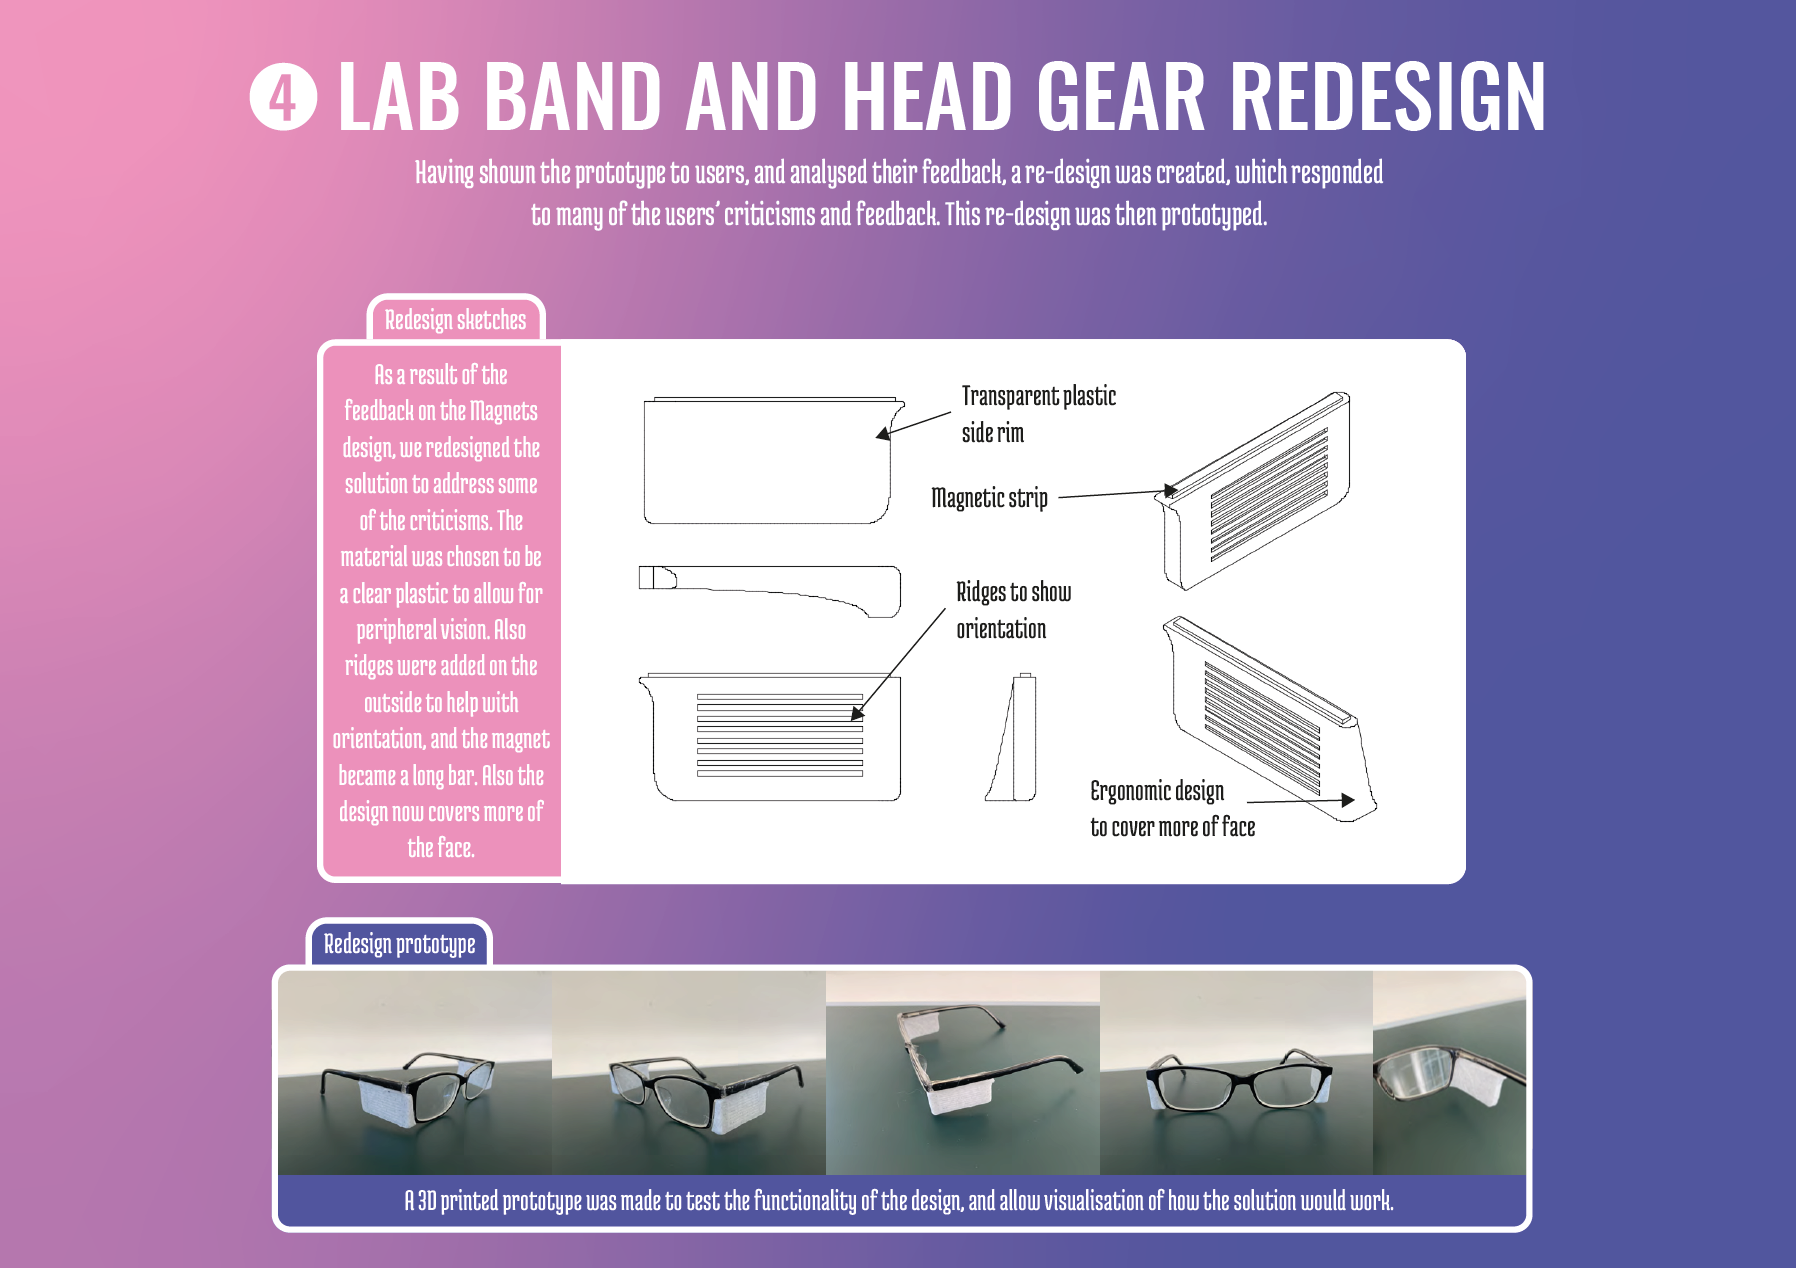 4 LAB BAND AND HEAD GEAR REDESIGN
Having shown the prototype to users, and analysed their feedback, a re-design was created, which responded
to many of the users' criticisms and feedback. This re-design was then prototyped.
Redesign sketches
As a result of the
feedback on the Magnets
design, we redesigned the
solution to address some
of the criticisms. The
material was chosen to be
a clear plastic to allow for
peripheral vision. Also
ridges were added on the
outside to help with
orientation, and the magnet
became a long bar. Also the
design now covers more of
the face.
Transparent plastic
side rim
Magnetic strip
Ridges to show
orientation
Ergonomic design
to cover more of face
Redesign prototype
A 3D printed prototype was made to test the functionality of the design, and allow visualisation of how the solution would work.